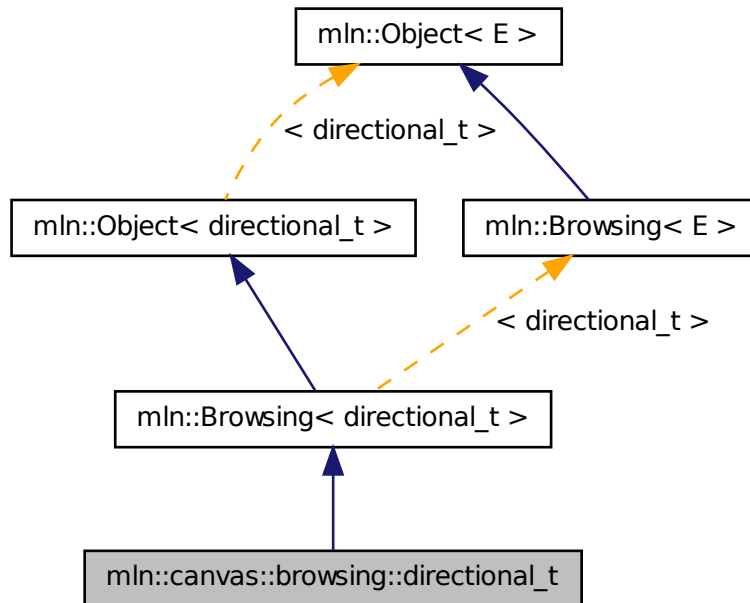 mln::Object< E >
< directional_t >
mln::Object< directional_t >
mln::Browsing< E >
< directional_t >
mln::Browsing< directional_t >
mln::canvas::browsing::directional_t